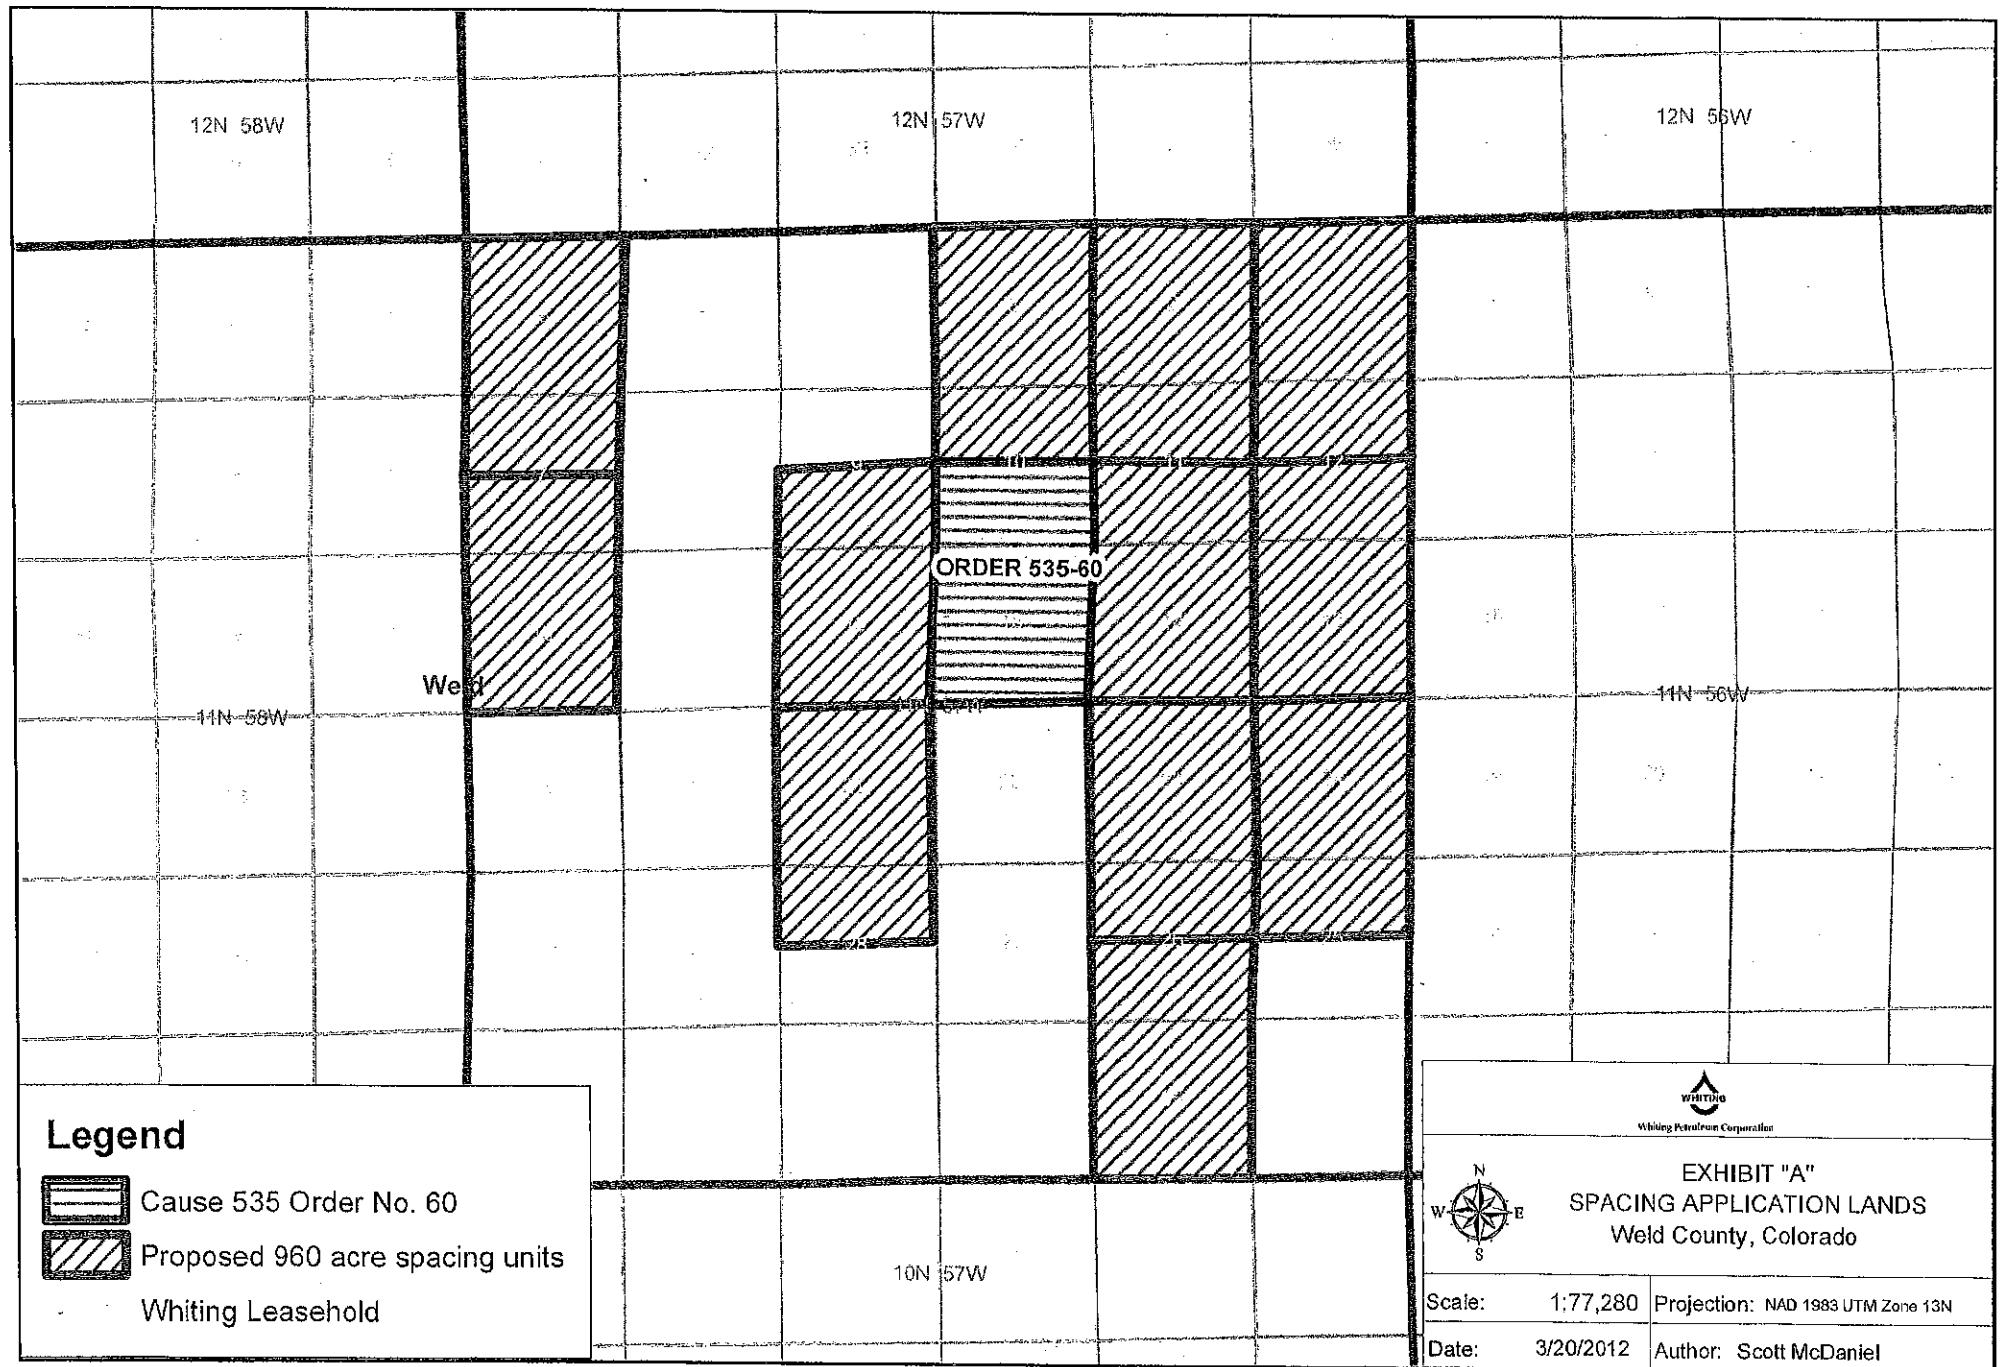 12N 58W
12N 57W
12N 56W
ORDER 535-60
Weld
11N 58W
11N 56W
10N 57W
Legend
Cause 535 Order No. 60
Proposed 960 acre spacing units
Whiting Leasehold
WHITING
Whiting Petroleum Corporation
N
W E
S
EXHIBIT "A"
SPACING APPLICATION LANDS
Weld County, Colorado
Scale: 1:77,280 Projection: NAD 1983 UTM Zone 13N
Date: 3/20/2012 Author: Scott McDaniel